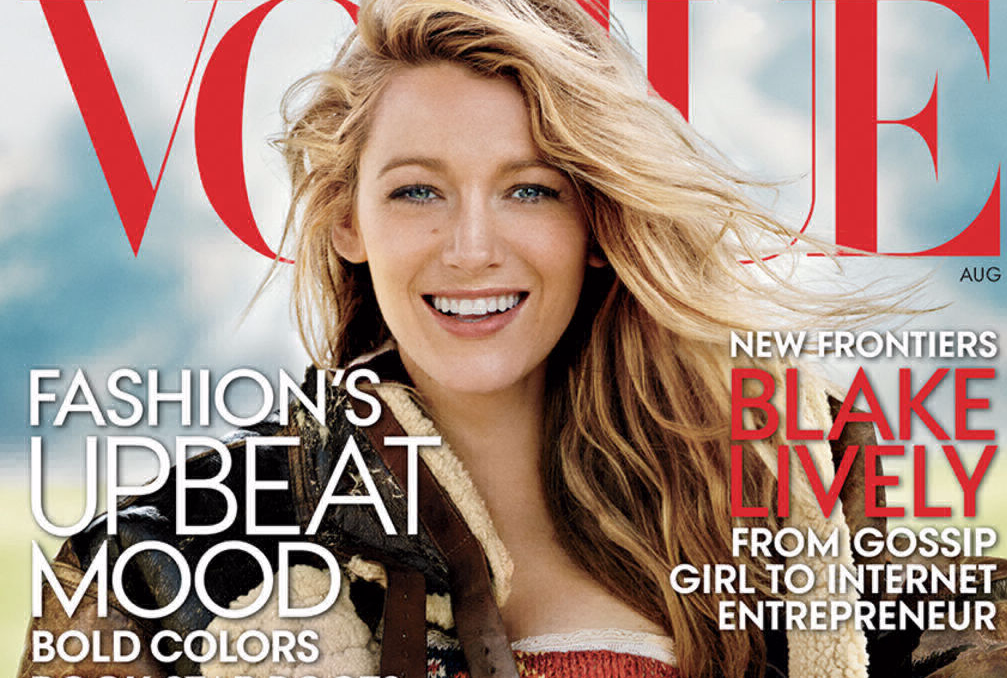 VOGUE
AUG
NEW FRONTIERS
BLAKE
LIVELY
FROM GOSSIP
GIRL TO INTERNET
ENTREPRENEUR
FASHION'S
UPBEAT
MOOD
BOLD COLORS